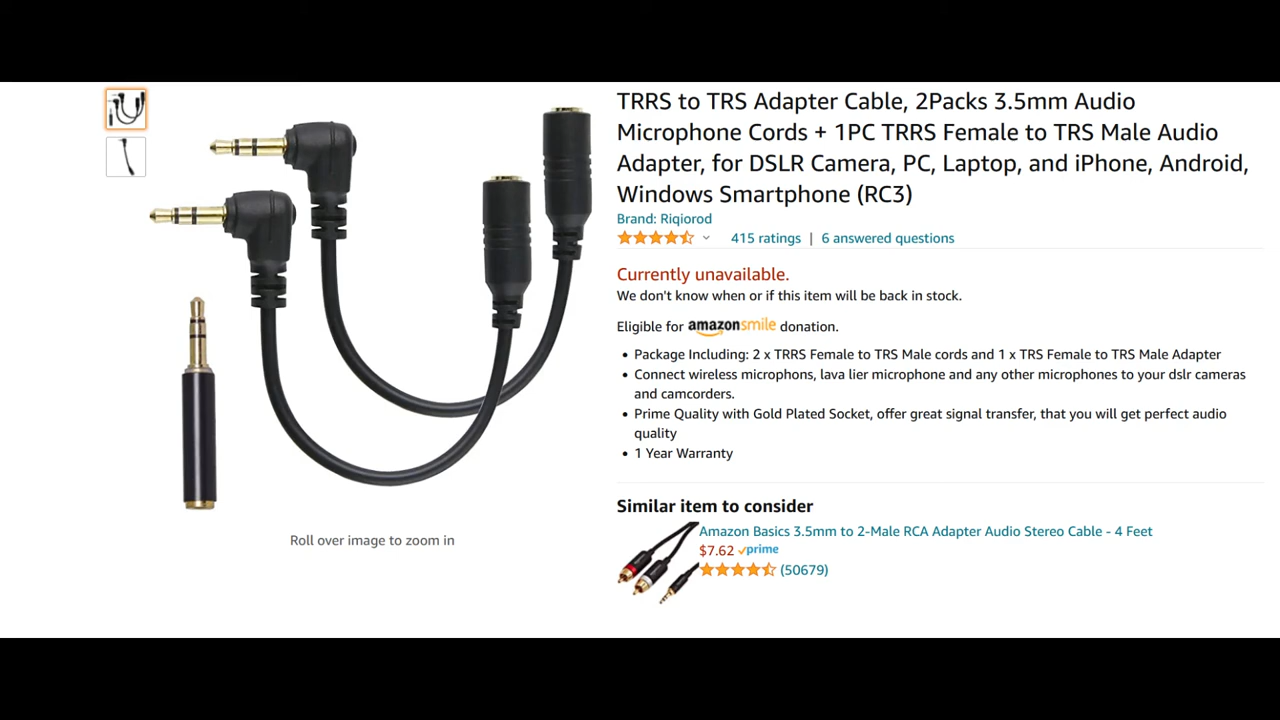 TRRS to TRS Adapter Cable, 2Packs 3.5mm Audio
Microphone Cords + 1PC TRRS Female to TRS Male Audio
Adapter, for DSLR Camera, PC, Laptop, and iPhone, Android,
Windows Smartphone (RC3)
Brand: Riqiorod
415 ratings | 6 answered questions
Currently unavailable.
We don't know when or if this item will be back in stock.
Eligible for amazonsmile donation.
• Package Including: 2 x TRRS Female to TRS Male cords and 1 x TRS Female to TRS Male Adapter
• Connect wireless microphones, lava lier microphone and any other microphones to your dslr cameras
and camcorders.
• Prime Quality with Gold Plated Socket, offer great signal transfer, that you will get perfect audio
quality
• 1 Year Warranty
Roll over image to zoom in
Similar item to consider
Amazon Basics 3.5mm to 2-Male RCA Adapter Audio Stereo Cable - 4 Feet
$7.62 prime
(50679)